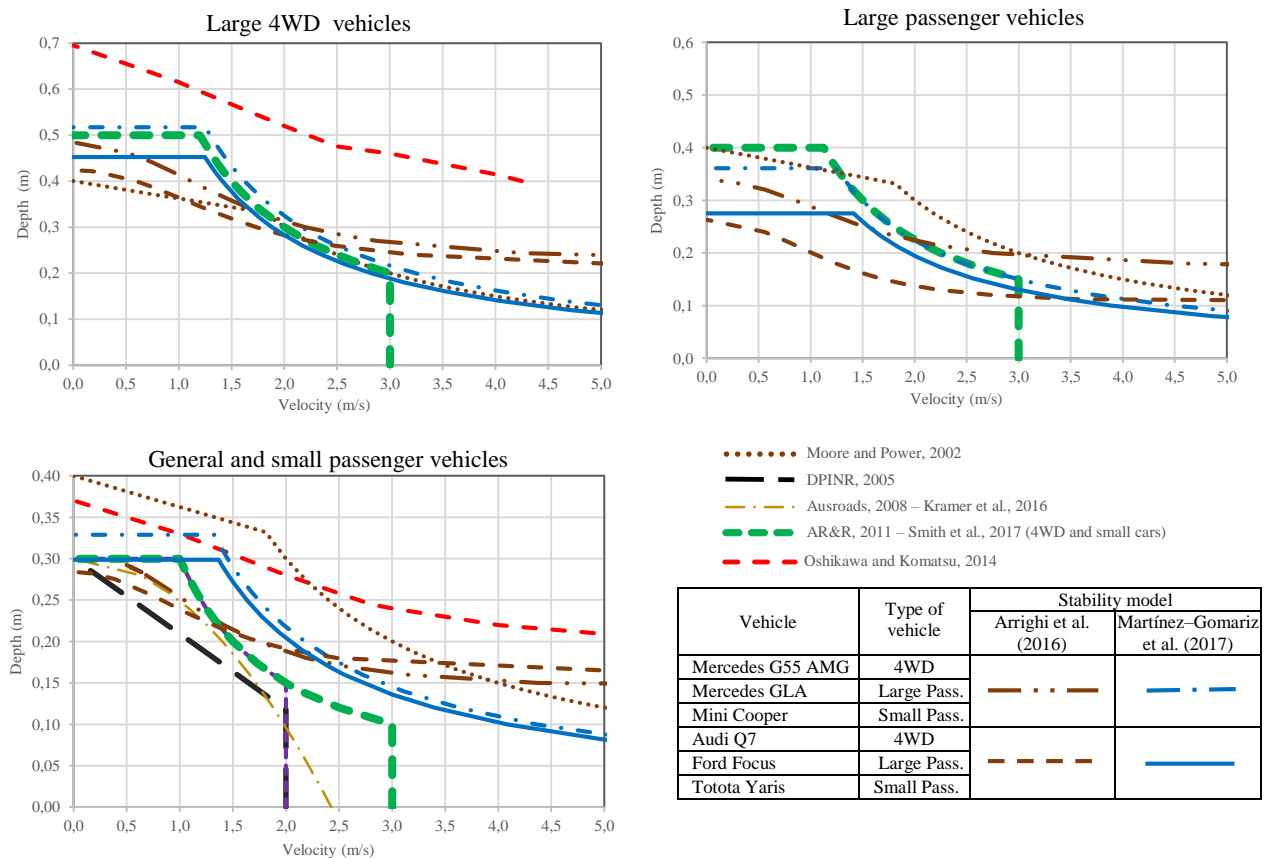 Large 4WD vehicles
0,7
0,6
0,5
0,4
0,3
0,2
0,1
0,0
Depth (m)
0,0 0,5 1,0 1,5 2,0 2,5 3,0 3,5 4,0 4,5 5,0
Velocity (m/s)
Large passenger vehicles
0,6
0,5
0,4
0,3
0,2
0,1
0,0
Depth (m)
0,0 0,5 1,0 1,5 2,0 2,5 3,0 3,5 4,0 4,5 5,0
Velocity (m/s)
General and small passenger vehicles
0,40
0,35
0,30
0,25
0,20
0,15
0,10
0,05
0,00
Depth (m)
0,0 0,5 1,0 1,5 2,0 2,5 3,0 3,5 4,0 4,5 5,0
Velocity (m/s)
Moore and Power, 2002
DPINR, 2005
Ausroads, 2008 – Kramer et al., 2016
AR&R, 2011 – Smith et al., 2017 (4WD and small cars)
Oshikawa and Komatsu, 2014
Vehicle
Type of
vehicle
Stability model
Arrighi et al.
(2016)
Martínez–Gomariz
et al. (2017)
Mercedes G55 AMG 4WD
Mercedes GLA Large Pass.
Mini Cooper Small Pass.
Audi Q7 4WD
Ford Focus Large Pass.
Totota Yaris Small Pass.